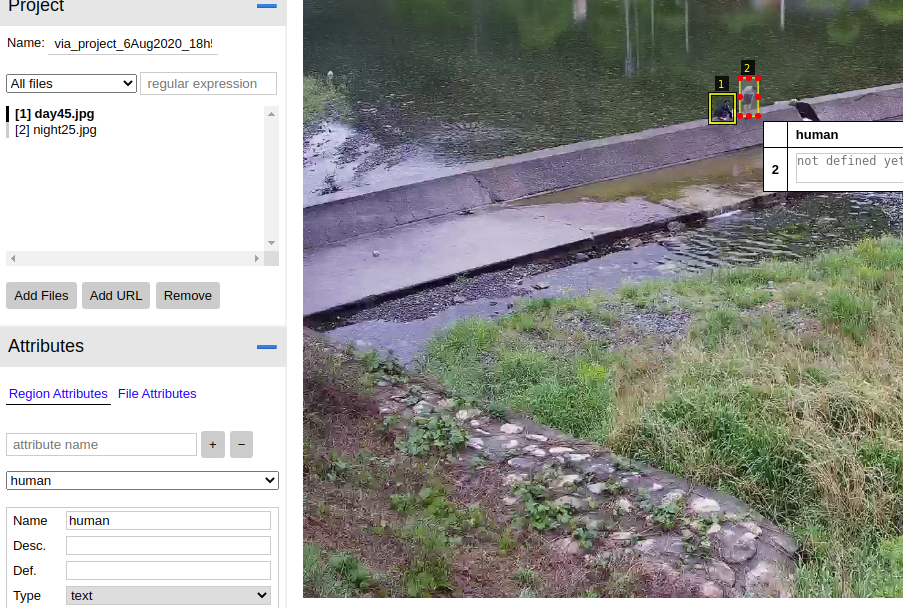 Project
Name: via_project_6Aug2020_18h
All files regular expression
[1] day45.jpg
[2] night25.jpg
Add Files Add URL Remove
Attributes
Region Attributes File Attributes
attribute name + −
human
Name human
Desc.
Def.
Type text
1
2
human
2 not defined yet